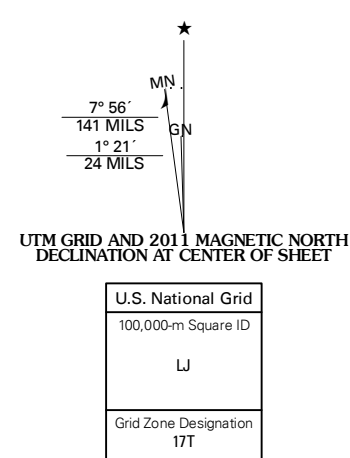 ★
MN
7° 56´
141 MILS
GN
1° 21´
24 MILS
UTM GRID AND 2011 MAGNETIC NORTH
DECLINATION AT CENTER OF SHEET
U.S. National Grid
100,000-m Square ID
LJ
Grid Zone Designation
17T